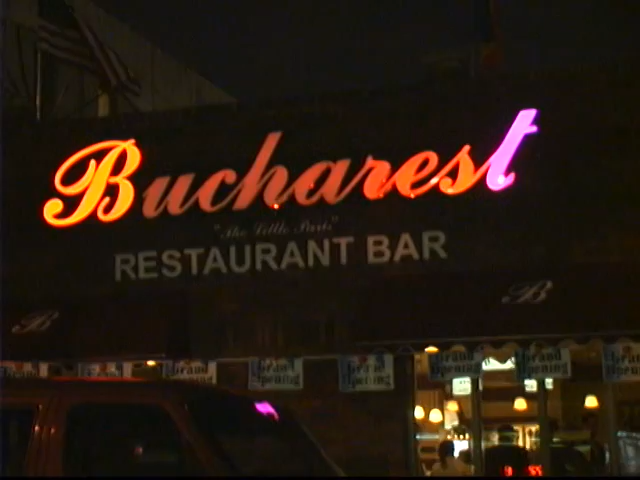 Bucharest
"The Little Paris"
RESTAURANT BAR
B
B
Grand
Opening
Grand
Opening
Grand
Opening
Grand
Opening